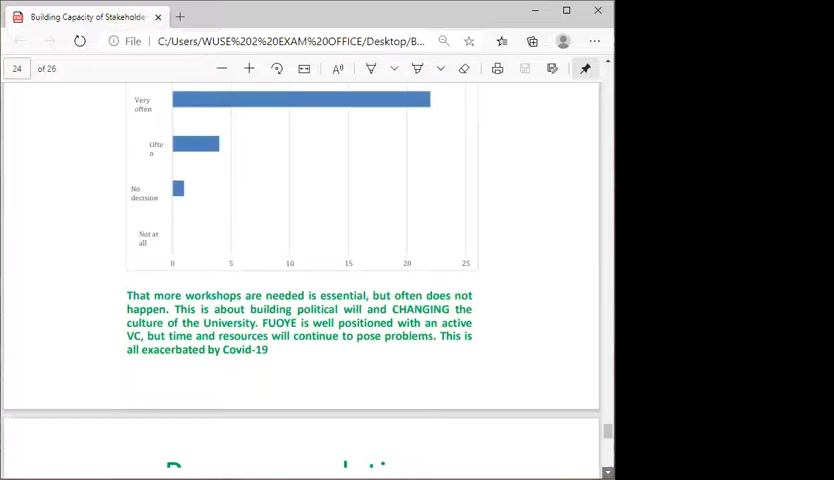 Building Capacity of Stakeholde
File
C:/Users/WUSE%202%20EXAM%20OFFICE/Desktop/B...
24 of 26
Very
often
Ofte
n
No
decision
Not at
all
0 5 10 15 20 25
That more workshops are needed is essential, but often does not
happen. This is about building political will and CHANGING the
culture of the University. FUOYE is well positioned with an active
VC, but time and resources will continue to pose problems. This is
all exacerbated by Covid-19